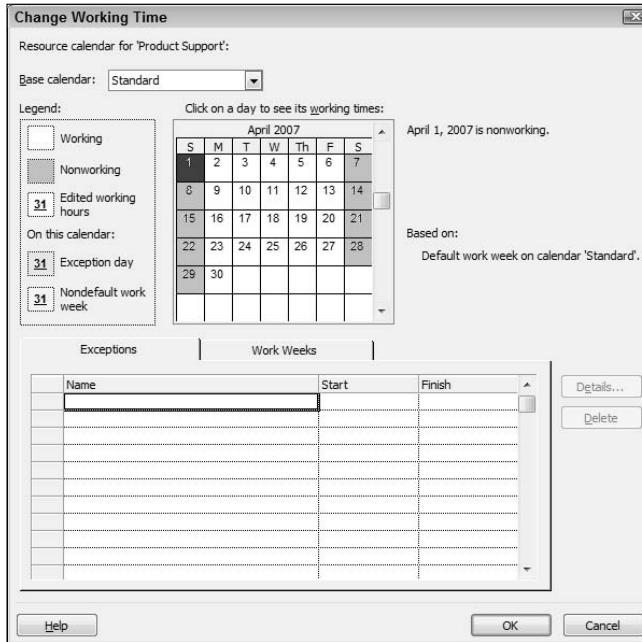 Change Working Time
Resource calendar for 'Product Support':
Base calendar: Standard
Legend:
Working
Nonworking
31 Edited working hours
On this calendar:
31 Exception day
31 Nondefault work week
Click on a day to see its working times:
April 2007
S M T W Th F S
1 2 3 4 5 6 7
8 9 10 11 12 13 14
15 16 17 18 19 20 21
22 23 24 25 26 27 28
29 30
April 1, 2007 is nonworking.
Based on:
Default work week on calendar 'Standard'.
Exceptions Work Weeks
Name Start Finish
Details...
Delete
Help OK Cancel